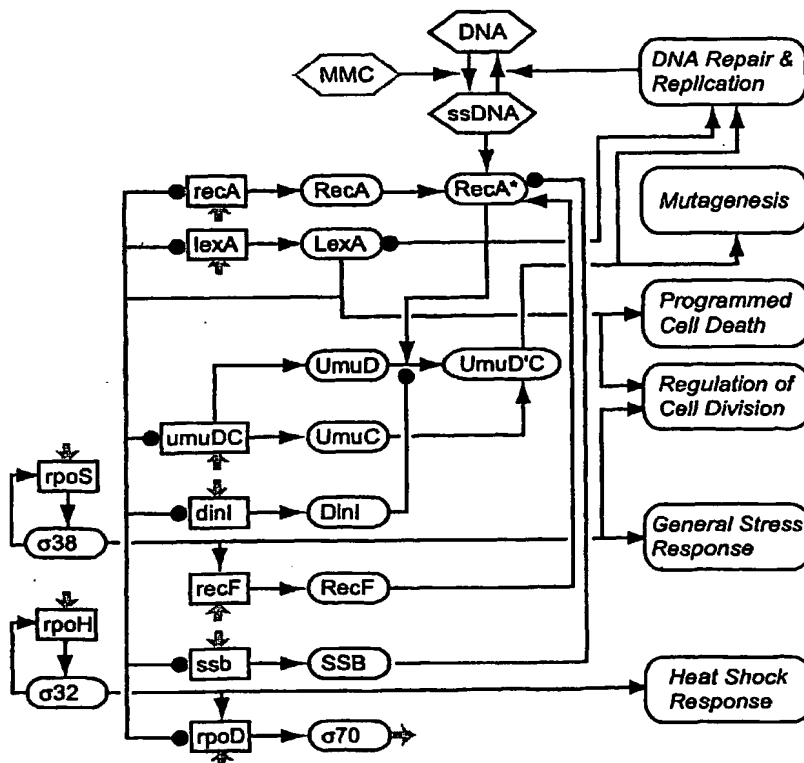 DNA
MMC
DNA Repair &
Replication
ssDNA
recA
RecA
RecA*
Mutagenesis
lexA
LexA
Programmed
Cell Death
UmuD
UmuD'C
Regulation of
Cell Division
umuDC
UmuC
rpoS
dinI
DinI
General Stress
Response
σ38
recF
RecF
rpoH
ssb
SSB
Heat Shock
Response
σ32
rpoD
σ70